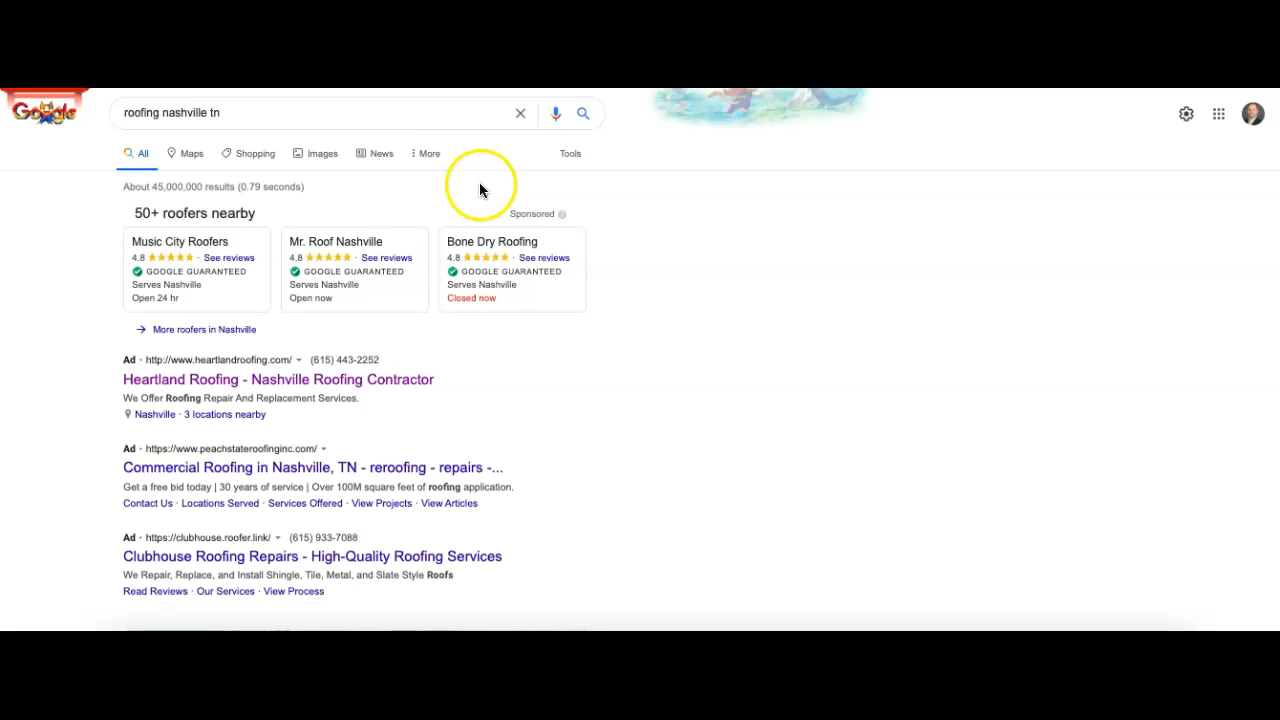 Google
roofing nashville tn
All Maps Shopping Images News More Tools
About 45,000,000 results (0.79 seconds)
50+ roofers nearby Sponsored
Music City Roofers Mr. Roof Nashville Bone Dry Roofing
4.8 · See reviews 4.8 · See reviews 4.8 · See reviews
GOOGLE GUARANTEED GOOGLE GUARANTEED GOOGLE GUARANTEED
Serves Nashville Serves Nashville Serves Nashville
Open 24 hr Open now Closed now
More roofers in Nashville
Ad · http://www.heartlandroofing.com/ (615) 443-2252
Heartland Roofing - Nashville Roofing Contractor
We Offer Roofing Repair And Replacement Services.
Nashville · 3 locations nearby
Ad · https://www.peachstateroofinginc.com/
Commercial Roofing in Nashville, TN - reroofing - repairs -...
Get a free bid today | 30 years of service | Over 100M square feet of roofing application.
Contact Us · Locations Served · Services Offered · View Projects · View Articles
Ad · https://clubhouse.roofer.link/ (615) 933-7088
Clubhouse Roofing Repairs - High-Quality Roofing Services
We Repair, Replace, and Install Shingle, Tile, Metal, and Slate Style Roofs
Read Reviews · Our Services · View Process